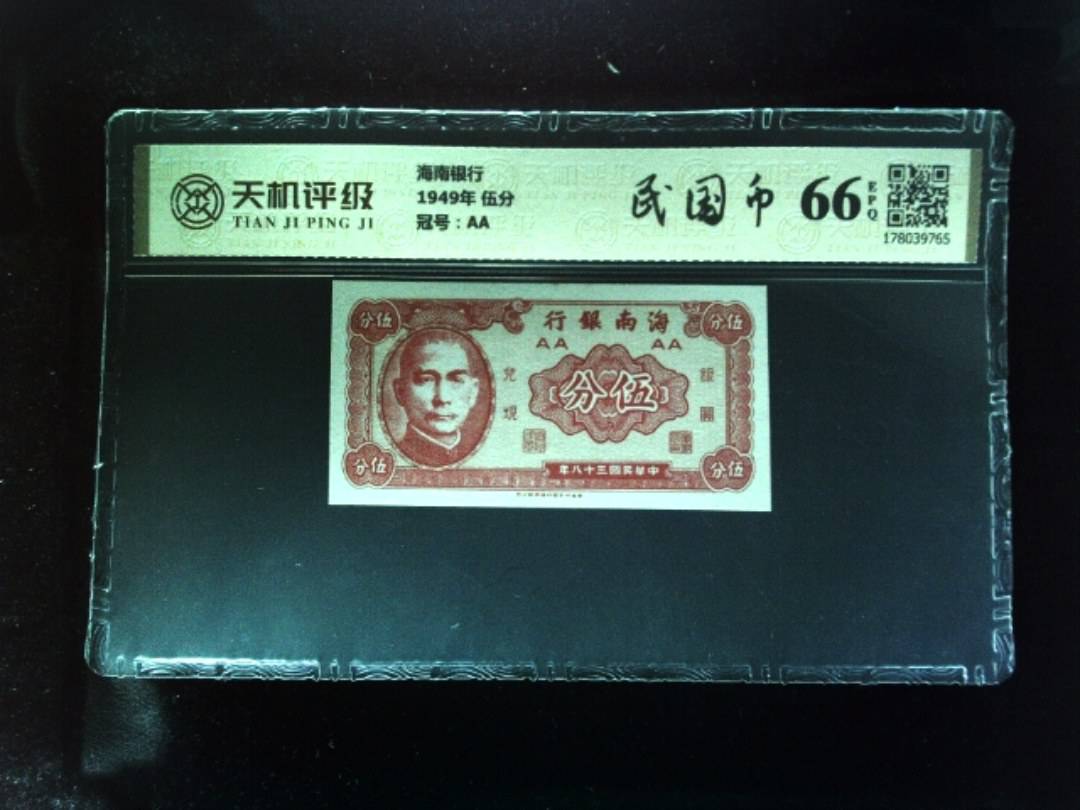 天机评级
TIAN JI PING JI
海南银行
1949年 伍分
冠号：AA
民国币
66
EPQ
178039765
分伍
行銀南海
分伍
AA AA
兌現
分伍
銀圓
分伍
年八十三國民華中
分伍